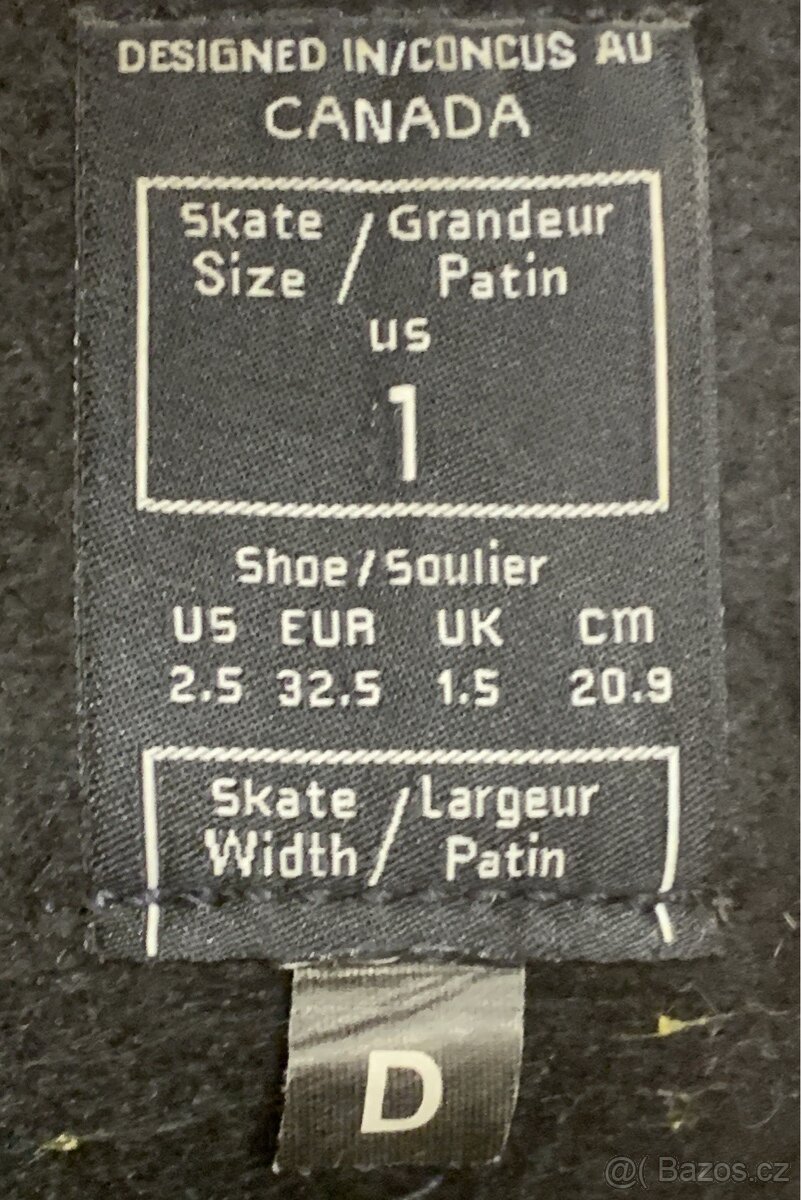 DESIGNED IN/CONCUS AU
CANADA
Skate / Grandeur
Size / Patin
US
1
Shoe/Soulier
US EUR UK cm
2.5 32.5 1.5 20.9
Skate / Largeur
Width / Patin
D
@( Bazos.cz